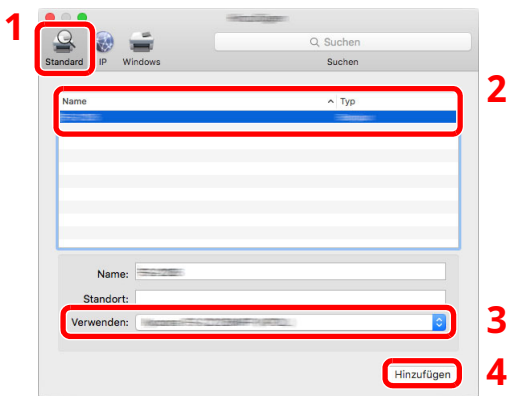 1
Suchen
Standard IP Windows
Suchen
2
Name Typ
Name:
Standort:
Verwenden:
3
Hinzufügen
4